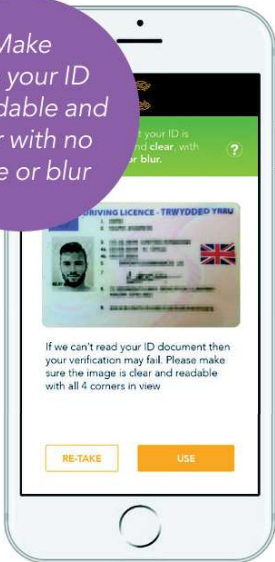 Make
your ID
dable and
with no
e or blur
t your ID is
nd clear, with
or blur.
?
DRIVING LICENCE - TRWYDDED YRRU
If we can't read your ID document then
your verification may fail. Please make
sure the image is clear and readable
with all 4 corners in view
RE-TAKE
USE